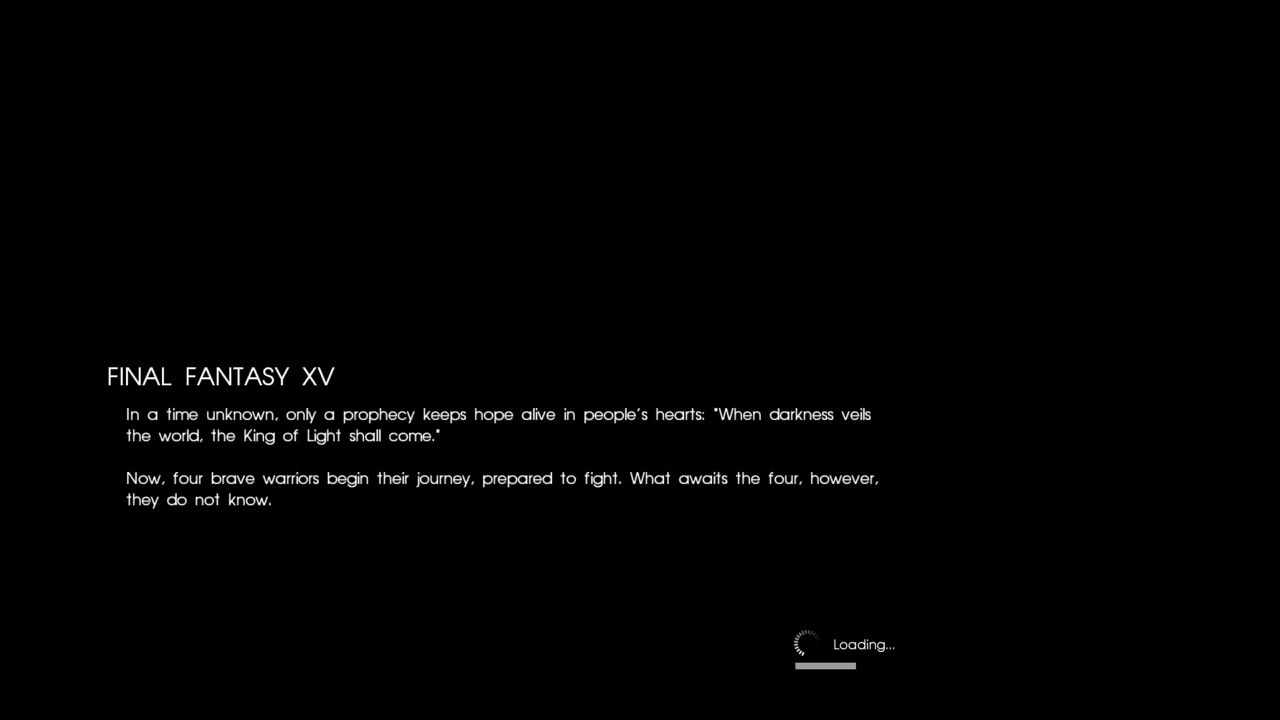 FINAL FANTASY XV
In a time unknown, only a prophecy keeps hope alive in people's hearts: "When darkness veils
the world, the King of Light shall come."
Now, four brave warriors begin their journey, prepared to fight. What awaits the four, however,
they do not know.
Loading...